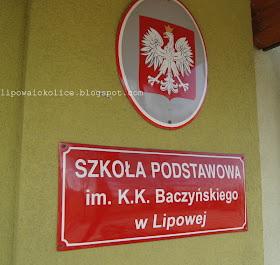 lipowaiokolice.blogspot.com
SZKOŁA PODSTAWOWA
im. K.K. Baczyńskiego
w Lipowej